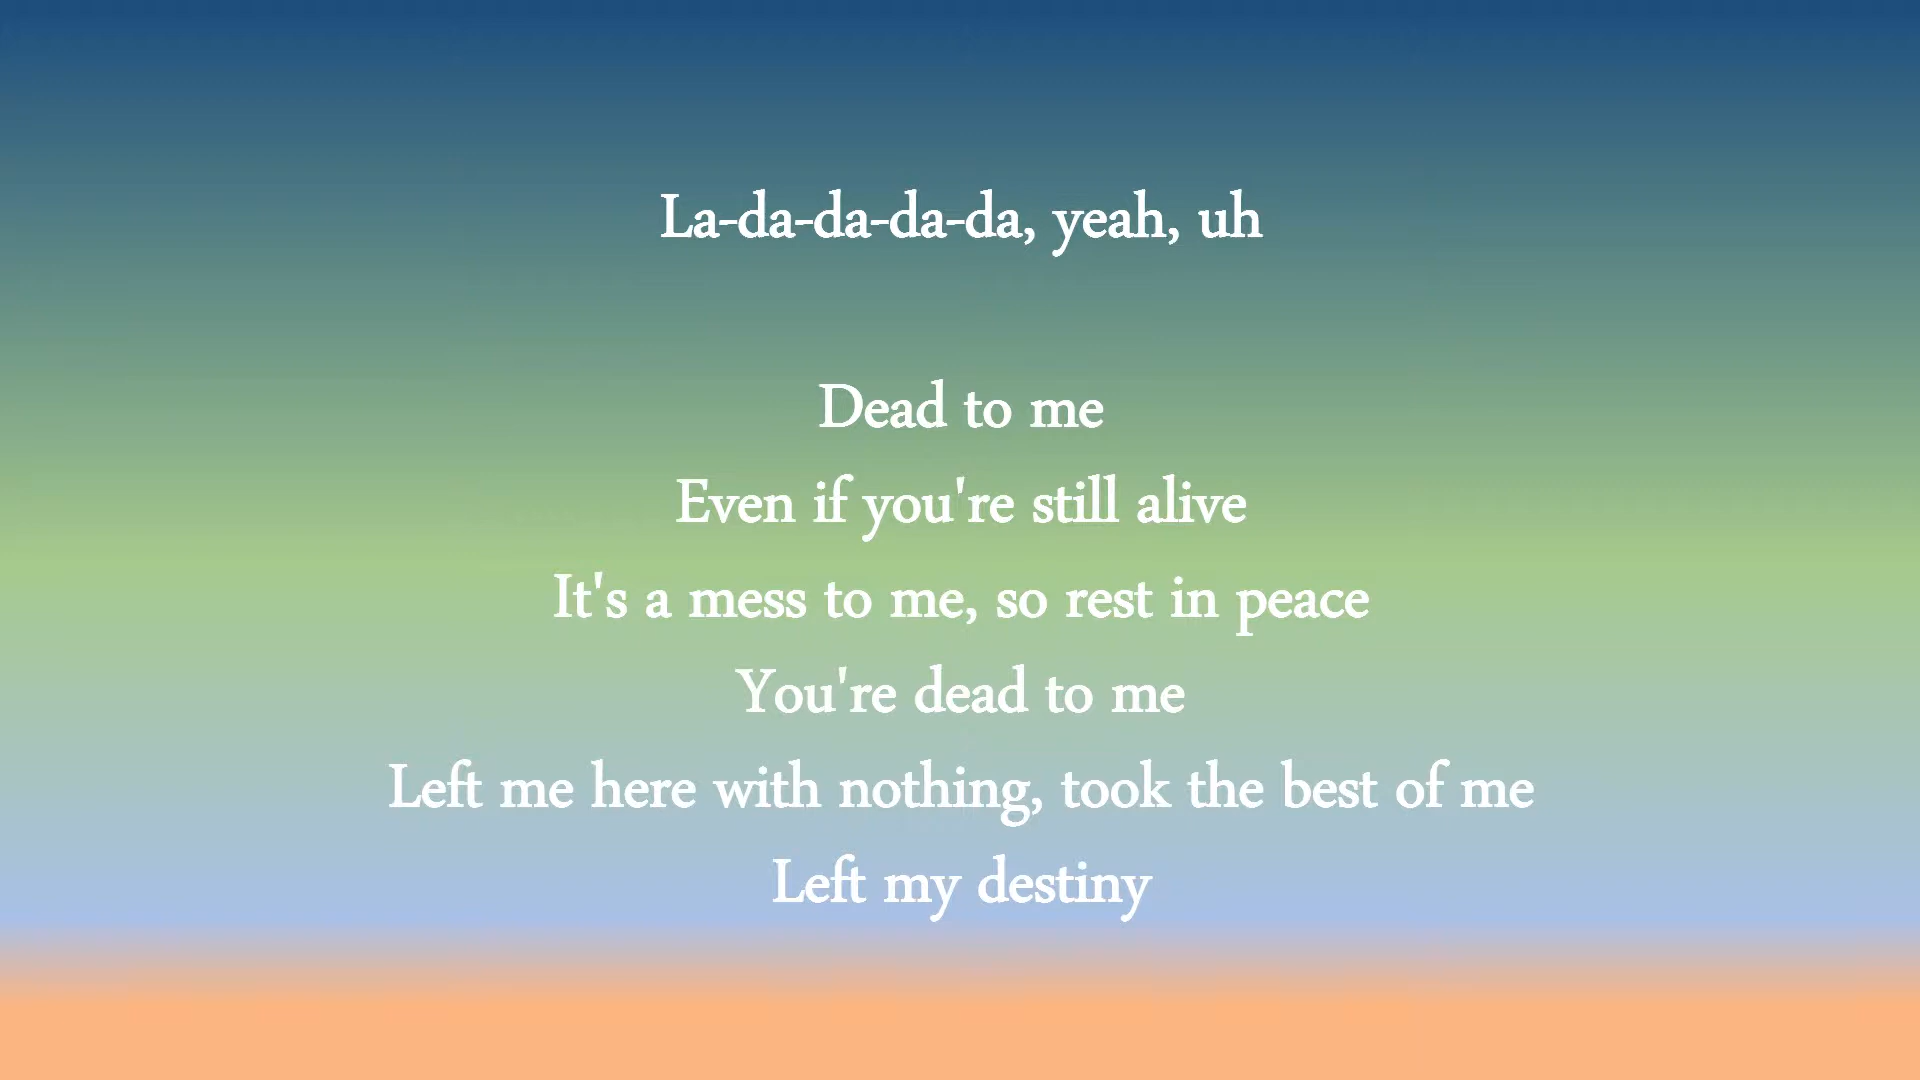 La-da-da-da-da, yeah, uh
Dead to me
Even if you're still alive
It's a mess to me, so rest in peace
You're dead to me
Left me here with nothing, took the best of me
Left my destiny